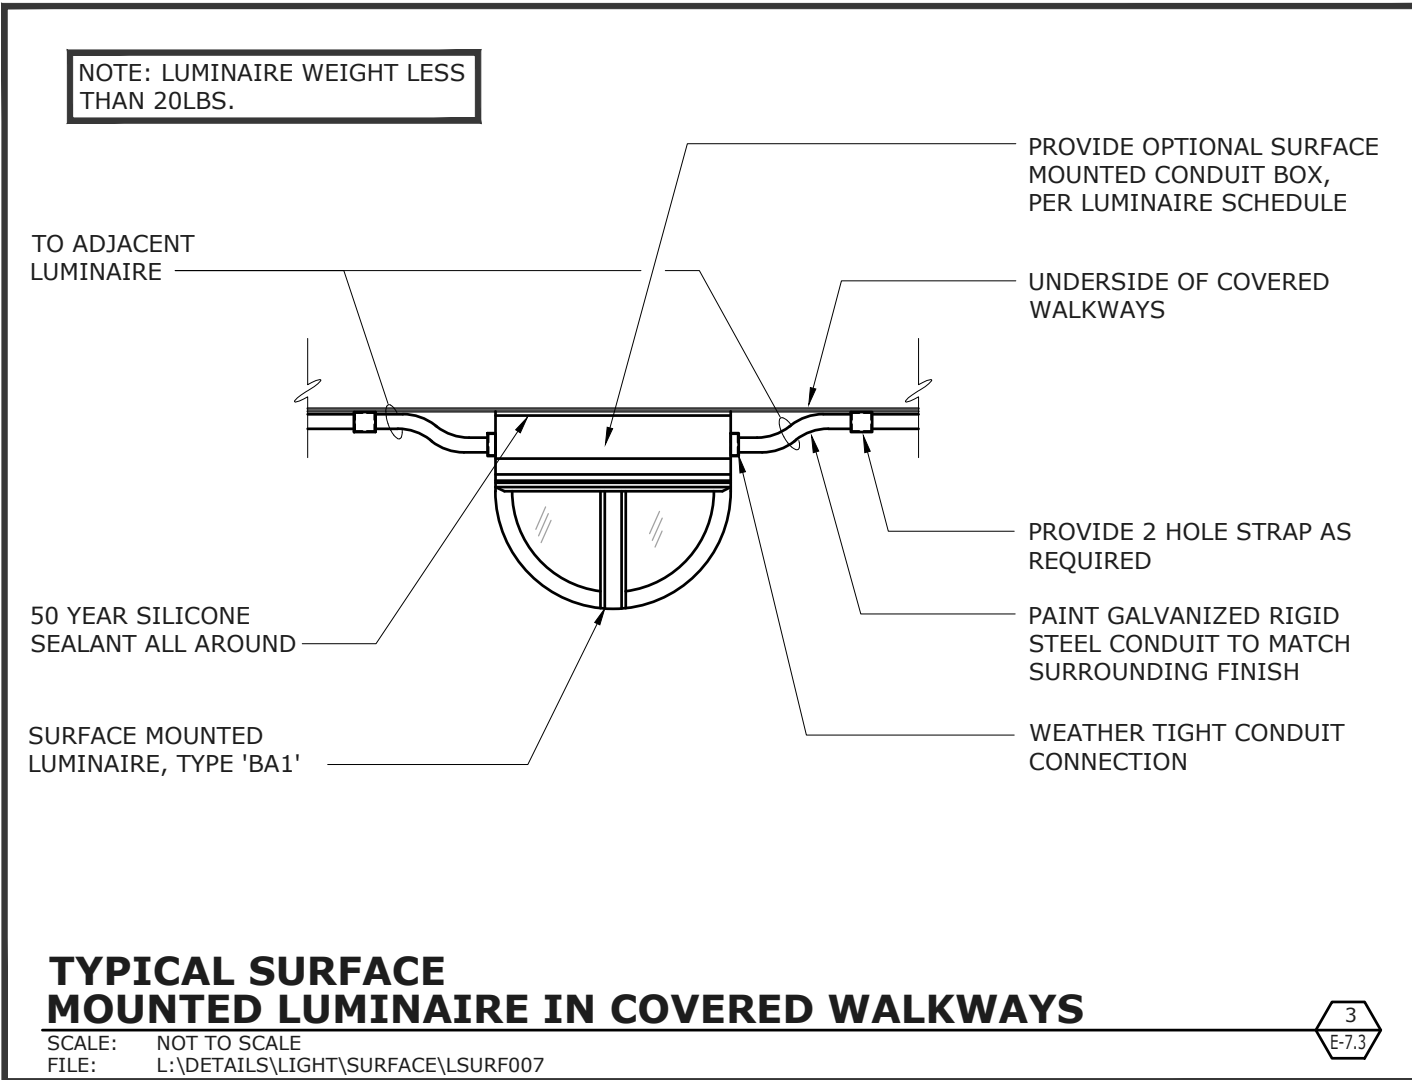 NOTE: LUMINAIRE WEIGHT LESS
THAN 20LBS.
PROVIDE OPTIONAL SURFACE
MOUNTED CONDUIT BOX,
PER LUMINAIRE SCHEDULE
TO ADJACENT
LUMINAIRE
UNDERSIDE OF COVERED
WALKWAYS
PROVIDE 2 HOLE STRAP AS
REQUIRED
50 YEAR SILICONE
SEALANT ALL AROUND
PAINT GALVANIZED RIGID
STEEL CONDUIT TO MATCH
SURROUNDING FINISH
SURFACE MOUNTED
LUMINAIRE, TYPE 'BA1'
WEATHER TIGHT CONDUIT
CONNECTION
TYPICAL SURFACE
MOUNTED LUMINAIRE IN COVERED WALKWAYS
SCALE: NOT TO SCALE
FILE: L:\DETAILS\LIGHT\SURFACE\LSURF007
3
E-7.3